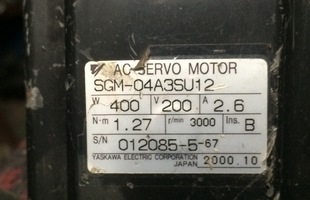 AC SERVO MOTOR
SGM-04A3SU12
W 400 V 200 A 2.6
N·m 1.27 r/min 3000 Ins. B
S/N 012085-5-67
YASKAWA ELECTRIC CORPORATION 2000.10
JAPAN